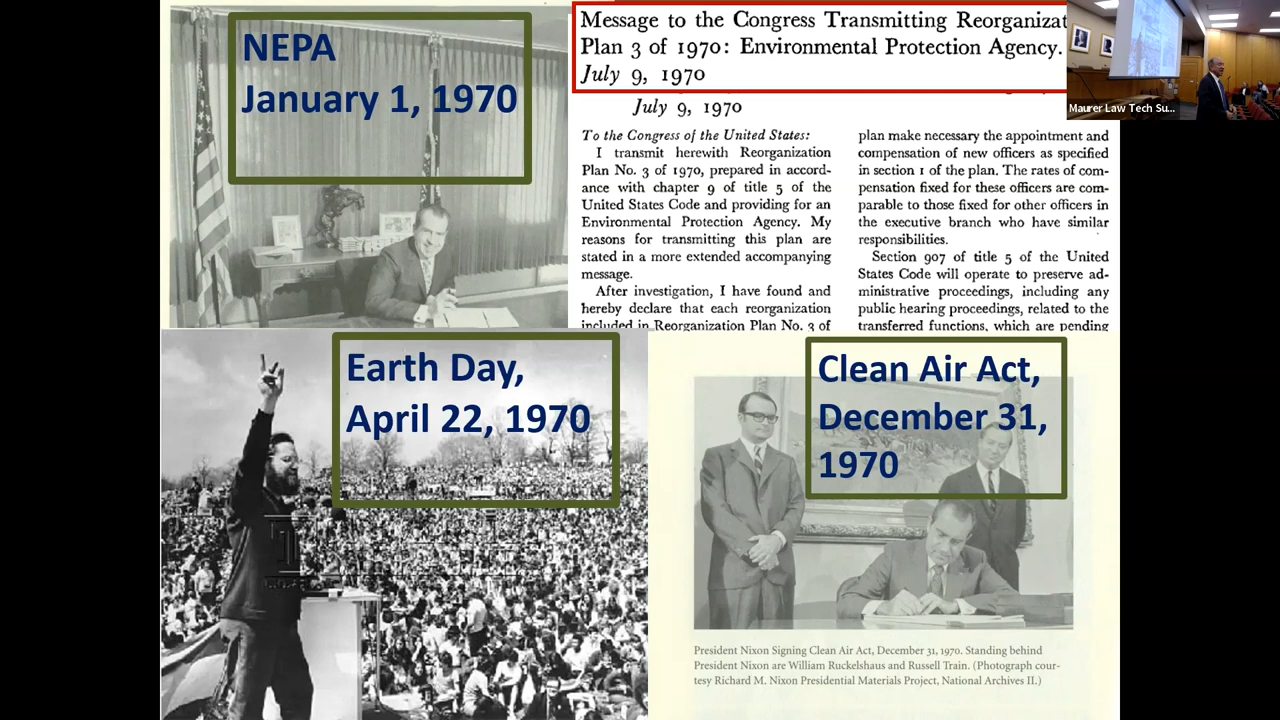 NEPA
January 1, 1970
Message to the Congress Transmitting Reorganizat
Plan 3 of 1970: Environmental Protection Agency.
July 9, 1970
July 9, 1970
To the Congress of the United States:
I transmit herewith Reorganization
Plan No. 3 of 1970, prepared in accord-
ance with chapter 9 of title 5 of the
United States Code and providing for an
Environmental Protection Agency. My
reasons for transmitting this plan are
stated in a more extended accompanying
message.
After investigation, I have found and
hereby declare that each reorganization
included in Reorganization Plan No. 3 of
plan make necessary the appointment and
compensation of new officers as specified
in section 1 of the plan. The rates of com-
pensation fixed for these officers are com-
parable to those fixed for other officers in
the executive branch who have similar
responsibilities.
Section 907 of title 5 of the United
States Code will operate to preserve ad-
ministrative proceedings, including any
public hearing proceedings, related to the
transferred functions, which are pending
Maurer Law Tech Su...
Earth Day,
April 22, 1970
Clean Air Act,
December 31,
1970
President Nixon Signing Clean Air Act, December 31, 1970. Standing behind
President Nixon are William Ruckelshaus and Russell Train. (Photograph cour-
tesy Richard M. Nixon Presidential Materials Project, National Archives II.)